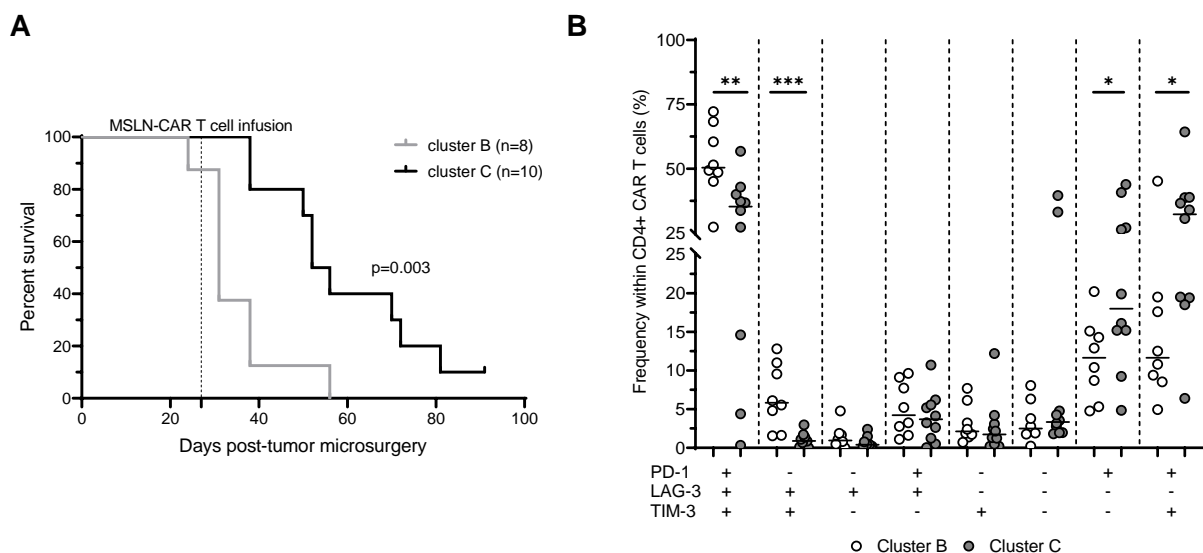 A
MSLN-CAR T cell infusion
100
80
60
40
20
0
Percent survival
cluster B (n=8)
cluster C (n=10)
p=0.003
0 20 40 60 80 100
Days post-tumor microsurgery
B
Frequency within CD4+ CAR T cells (%)
100
75
50
25
25
20
15
10
5
0
** *** * *
PD-1 + - - + - - + +
LAG-3 + + + + - - - -
TIM-3 + + - - + - - +
Cluster B Cluster C